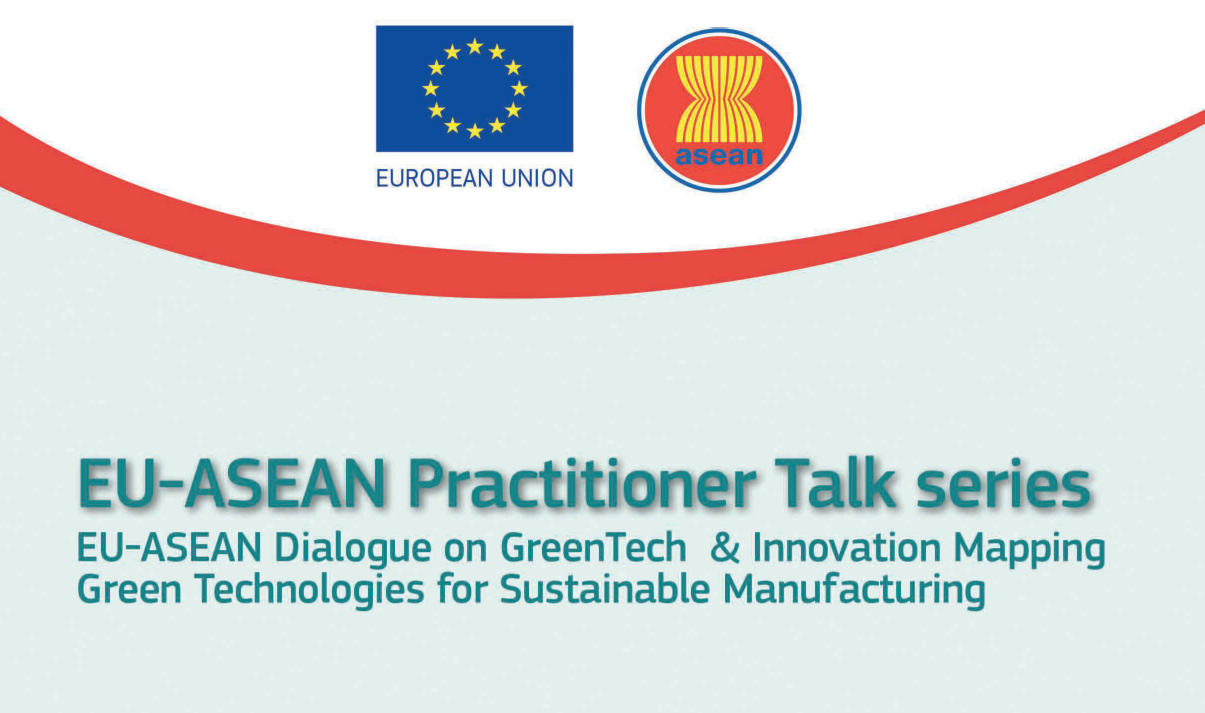 EUROPEAN UNION
asean
EU-ASEAN Practitioner Talk series
EU-ASEAN Dialogue on GreenTech & Innovation Mapping
Green Technologies for Sustainable Manufacturing